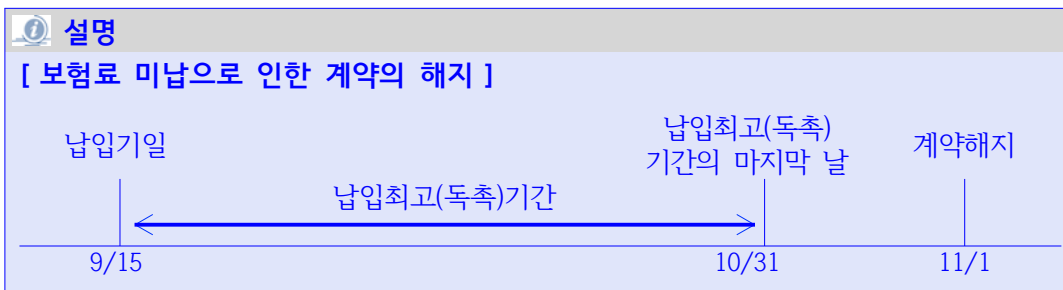 설명
[ 보험료 미납으로 인한 계약의 해지 ]
납입기일
납입최고(독촉)
기간의 마지막 날
계약해지
납입최고(독촉)기간
9/15
10/31
11/1